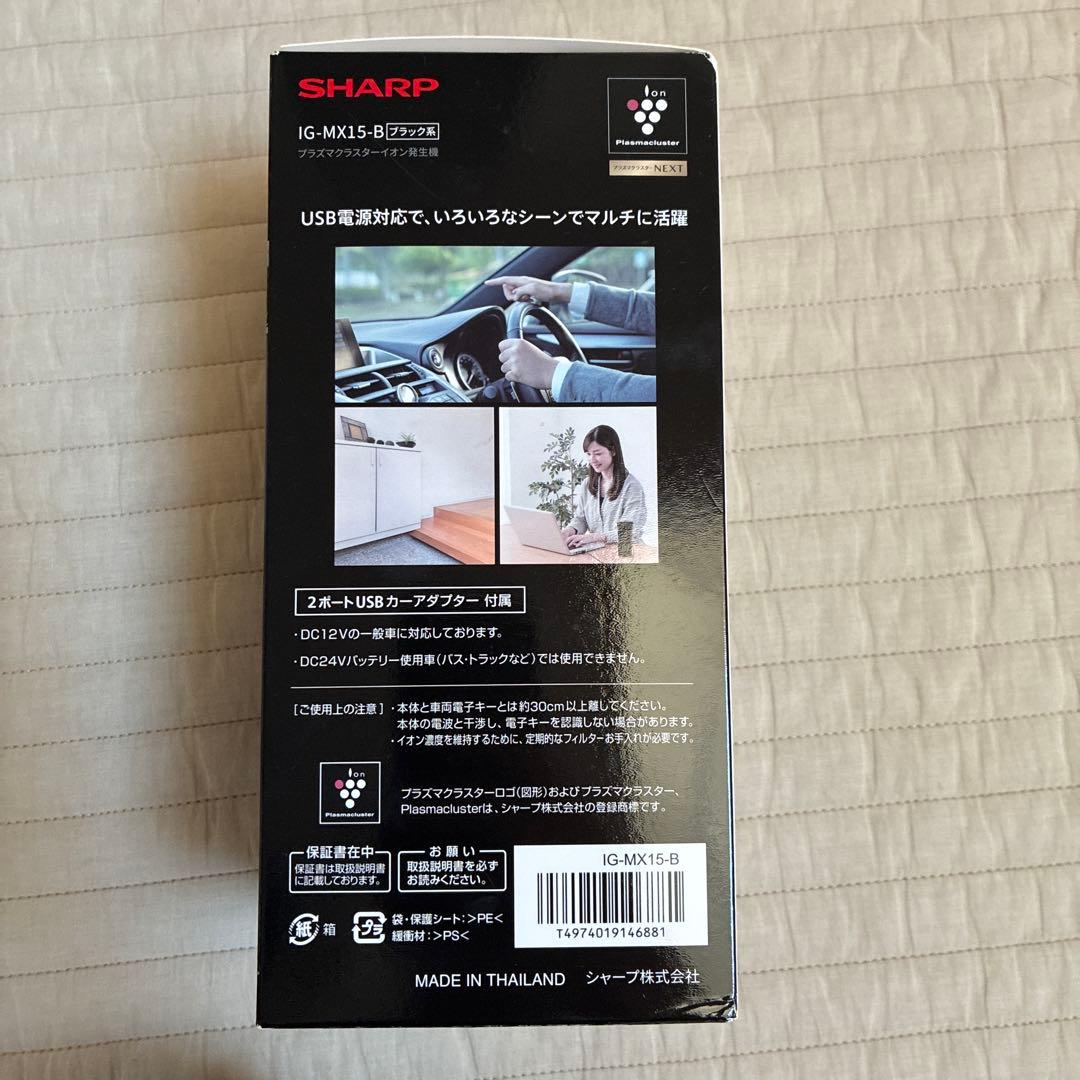 SHARP
IG-MX15-B ブラック系
プラズマクラスターイオン発生機
Ion
Plasmacluster
プラズマクラスター NEXT
USB電源対応で、いろいろなシーンでマルチに活躍
2ポートUSBカーアダプター 付属
・DC12Vの一般車に対応しております。
・DC24Vバッテリー使用車(バス・トラックなど)では使用できません。
[ご使用上の注意] ・本体と車両電子キーとは約30cm以上離してください。
本体の電波と干渉し、電子キーを認識しない場合があります。
・イオン濃度を維持するために、定期的なフィルターお手入れが必要です。
Ion
Plasmacluster
プラズマクラスターロゴ(図形)およびプラズマクラスター、
Plasmaclusterは、シャープ株式会社の登録商標です。
保証書在中
保証書は取扱説明書
に記載しております。
お願い
取扱説明書を必ず
お読みください。
IG-MX15-B
T4974019146881
紙 箱
プラ 袋・保護シート:>PE<
緩衝材:>PS<
MADE IN THAILAND シャープ株式会社